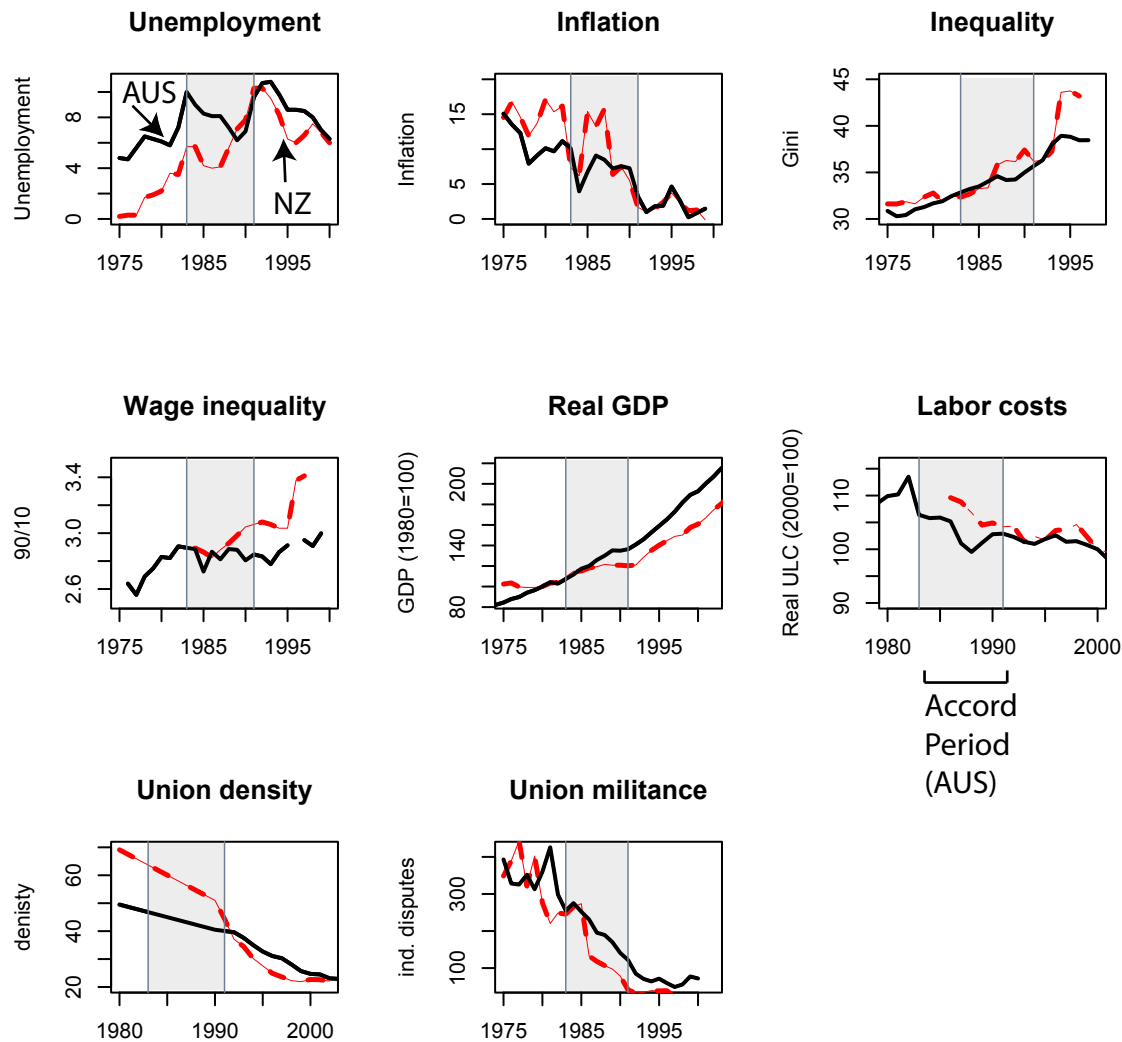 Unemployment
Unemployment
0
4
8
1975
1985
1995
AUS
NZ
Inflation
Inflation
0
5
15
1975
1985
1995
Inequality
Gini
30
35
40
45
1975
1985
1995
Wage inequality
90/10
2.6
3.0
3.4
1975
1985
1995
Real GDP
GDP (1980=100)
80
140
200
1975
1985
1995
Labor costs
Real ULC (2000=100)
90
100
110
1980
1990
2000
Accord
Period
(AUS)
Union density
denisty
20
40
60
1980
1990
2000
Union militance
ind. disputes
100
300
1975
1985
1995